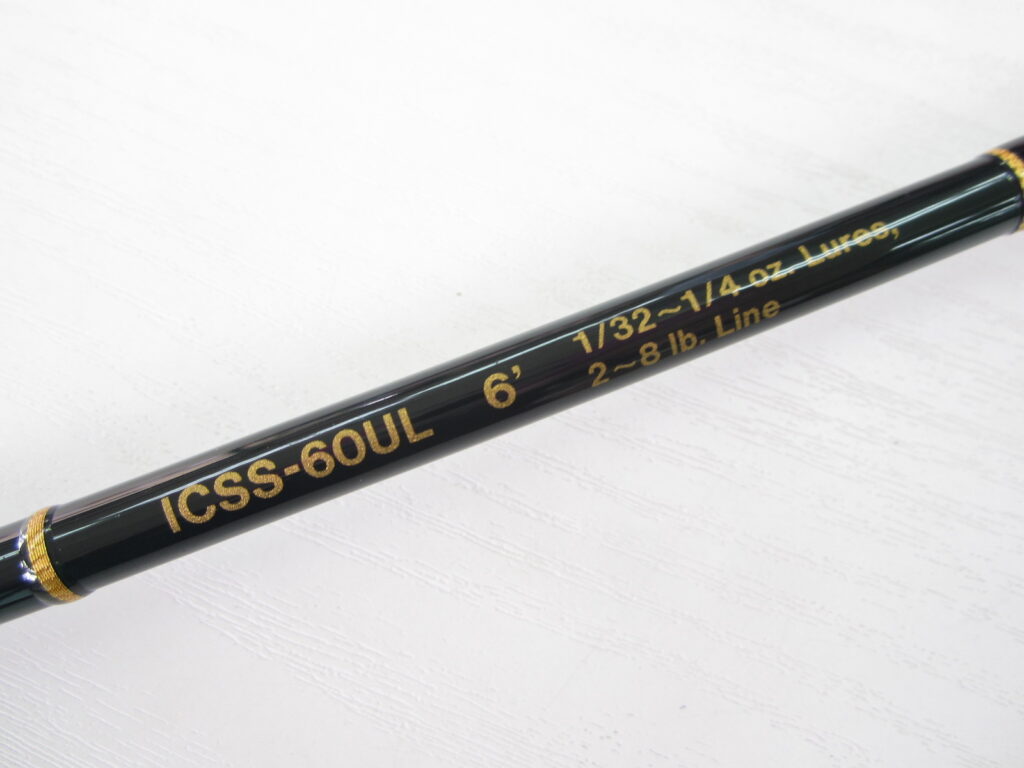 ICSS-60UL 6'
1/32~1/4 oz. Lures,
2~8 lb. Line